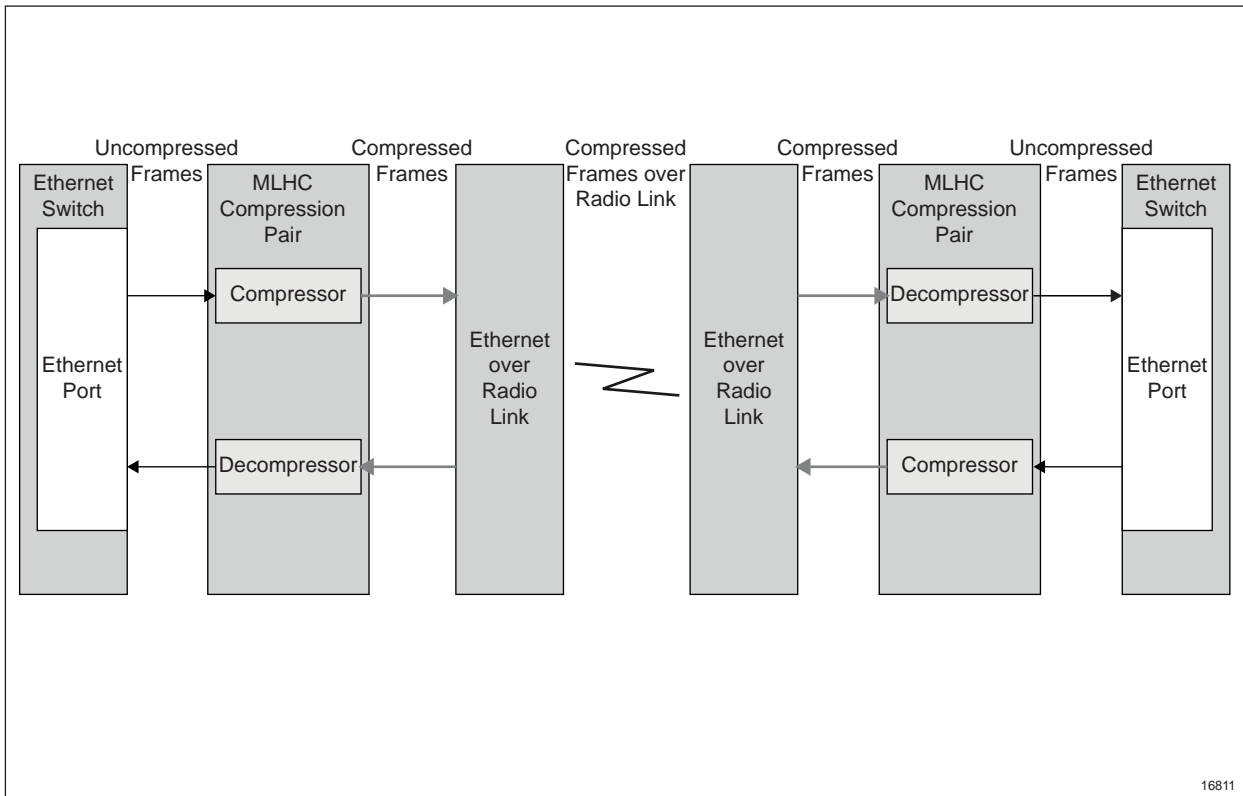 Uncompressed
Frames
Compressed
Frames
Compressed
Frames over
Radio Link
Compressed
Frames
Uncompressed
Frames
Ethernet
Switch
MLHC
Compression
Pair
MLHC
Compression
Pair
Ethernet
Switch
Compressor
Decompressor
Ethernet
Port
Ethernet
over
Radio
Link
Ethernet
over
Radio
Link
Ethernet
Port
Decompressor
Compressor
16811